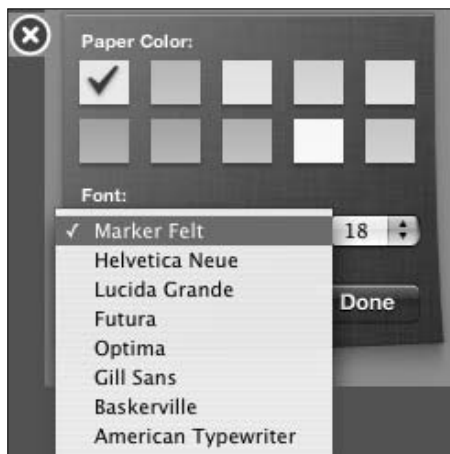 Paper Color:
Font:
✓ Marker Felt
18
Helvetica Neue
Lucida Grande
Futura
Done
Optima
Gill Sans
Baskerville
American Typewriter